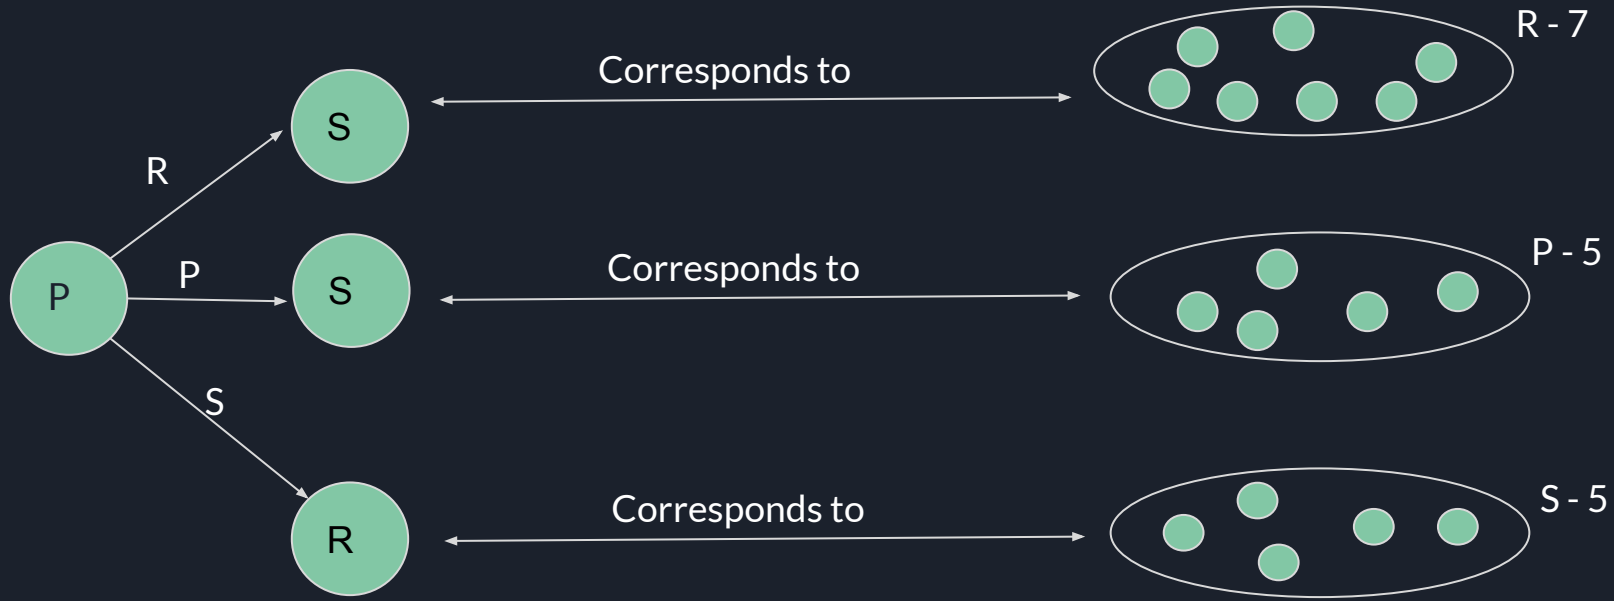 R - 7
Corresponds to
S
R
P - 5
Corresponds to
P
S
P
S
S - 5
Corresponds to
R